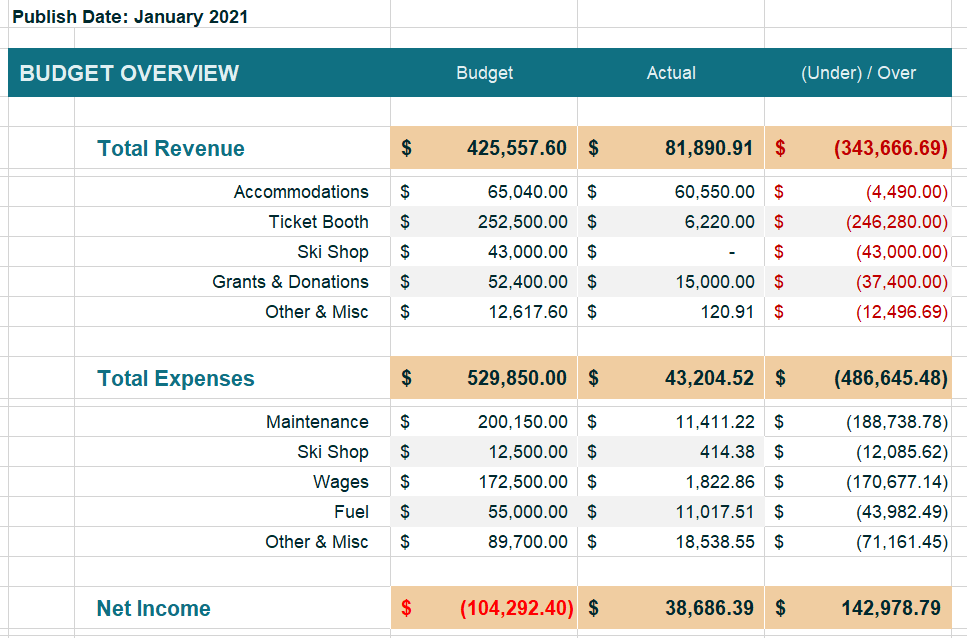 Publish Date: January 2021
BUDGET OVERVIEW Budget Actual (Under) / Over
Total Revenue $ 425,557.60 $ 81,890.91 $ (343,666.69)
Accommodations $ 65,040.00 $ 60,550.00 $ (4,490.00)
Ticket Booth $ 252,500.00 $ 6,220.00 $ (246,280.00)
Ski Shop $ 43,000.00 $ - $ (43,000.00)
Grants & Donations $ 52,400.00 $ 15,000.00 $ (37,400.00)
Other & Misc $ 12,617.60 $ 120.91 $ (12,496.69)
Total Expenses $ 529,850.00 $ 43,204.52 $ (486,645.48)
Maintenance $ 200,150.00 $ 11,411.22 $ (188,738.78)
Ski Shop $ 12,500.00 $ 414.38 $ (12,085.62)
Wages $ 172,500.00 $ 1,822.86 $ (170,677.14)
Fuel $ 55,000.00 $ 11,017.51 $ (43,982.49)
Other & Misc $ 89,700.00 $ 18,538.55 $ (71,161.45)
Net Income $ (104,292.40) $ 38,686.39 $ 142,978.79